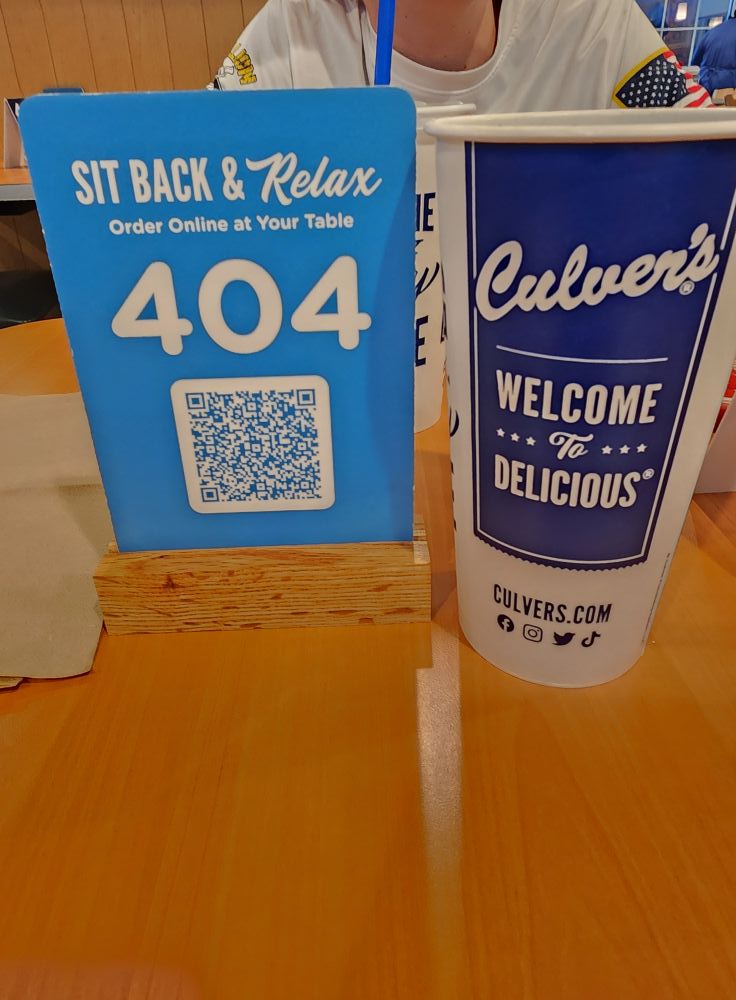 SIT BACK & Relax
Order Online at Your Table
404
Culver's®
WELCOME
To
DELICIOUS®
CULVERS.COM